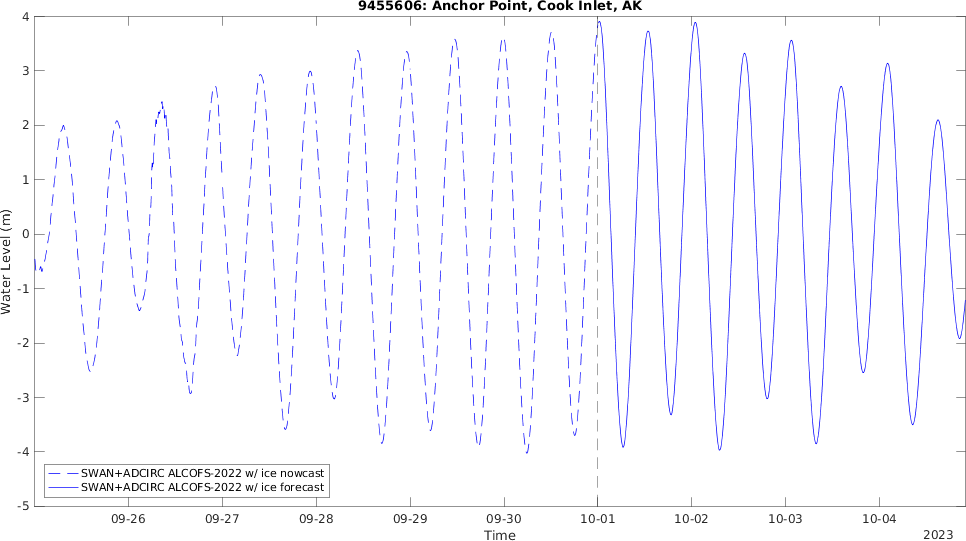 9455606: Anchor Point, Cook Inlet, AK
4
3
2
1
0
-1
-2
-3
-4
-5
Water Level (m)
SWAN+ADCIRC ALCOFS-2022 w/ ice nowcast
SWAN+ADCIRC ALCOFS-2022 w/ ice forecast
09-26 09-27 09-28 09-29 09-30 10-01 10-02 10-03 10-04
Time
2023